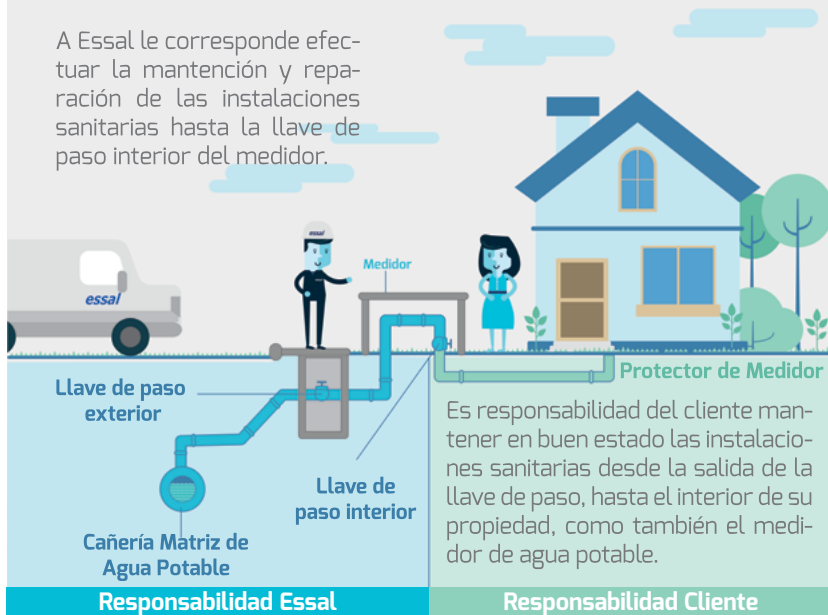 A Essal le corresponde efec-
tuar la mantención y repa-
ración de las instalaciones
sanitarias hasta la llave de
paso interior del medidor.
essal
Medidor
essal
Protector de Medidor
Llave de paso
exterior
Es responsabilidad del cliente man-
tener en buen estado las instalacio-
nes sanitarias desde la salida de la
llave de paso, hasta el interior de su
propiedad, como también el medi-
dor de agua potable.
Llave de
paso interior
Cañería Matriz de
Agua Potable
Responsabilidad Essal
Responsabilidad Cliente